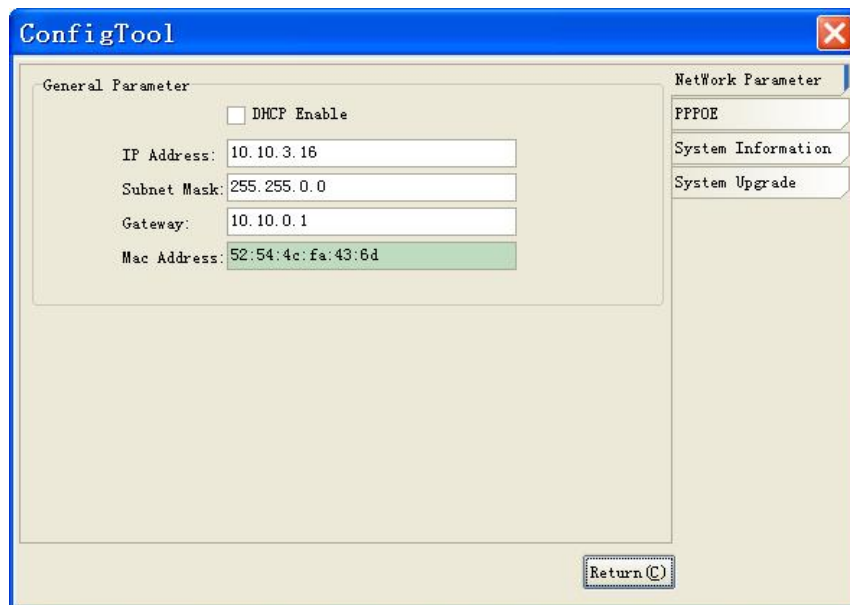 ConfigTool
General Parameter
DHCP Enable
IP Address: 10.10.3.16
Subnet Mask: 255.255.0.0
Gateway: 10.10.0.1
Mac Address: 52:54:4c:fa:43:6d
NetWork Parameter
PPPOE
System Information
System Upgrade
Return(C)